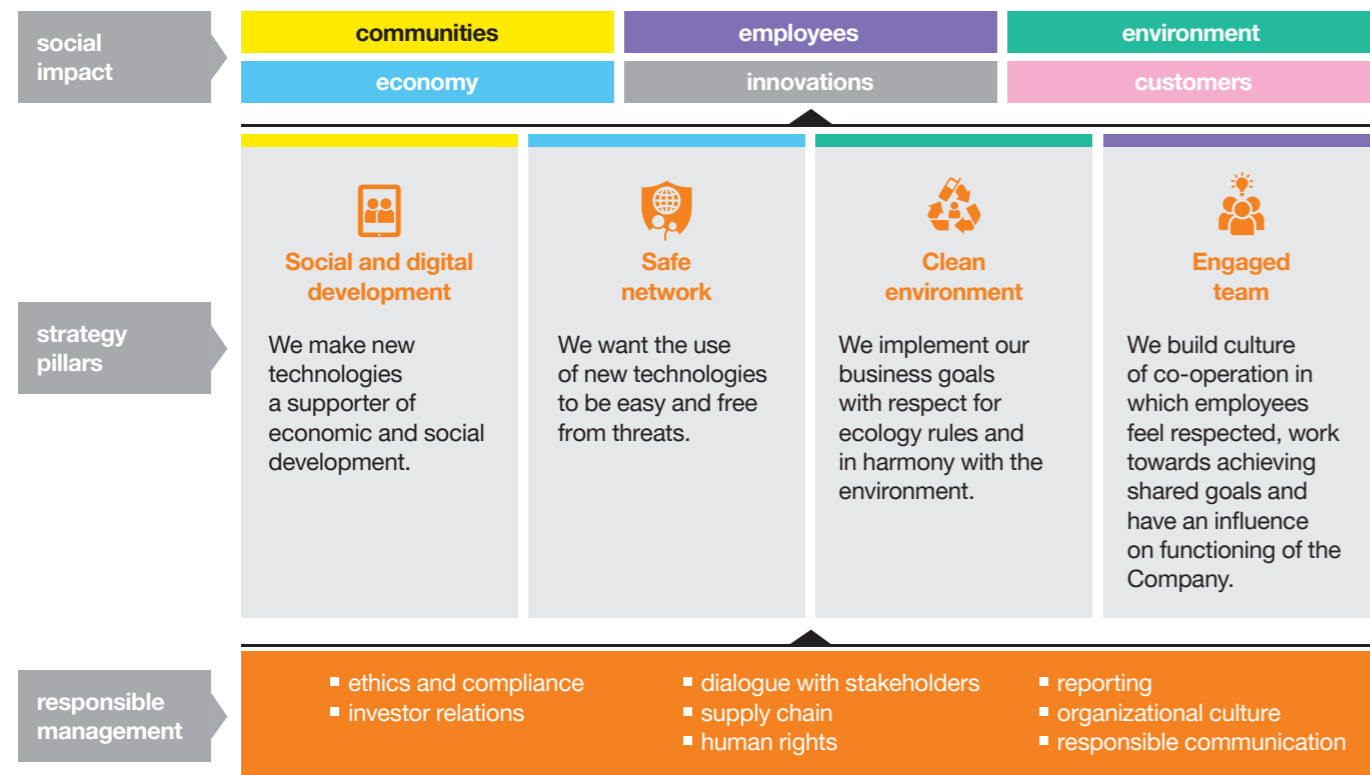 social
impact
communities
employees
environment
economy
innovations
customers
strategy
pillars
Social and digital
development
We make new
technologies
a supporter of
economic and social
development.
Safe
network
We want the use
of new technologies
to be easy and free
from threats.
Clean
environment
We implement our
business goals
with respect for
ecology rules and
in harmony with the
environment.
Engaged
team
We build culture
of co-operation in
which employees
feel respected, work
towards achieving
shared goals and
have an influence
on functioning of the
Company.
responsible
management
▪ ethics and compliance
▪ investor relations
▪ dialogue with stakeholders
▪ supply chain
▪ human rights
▪ reporting
▪ organizational culture
▪ responsible communication